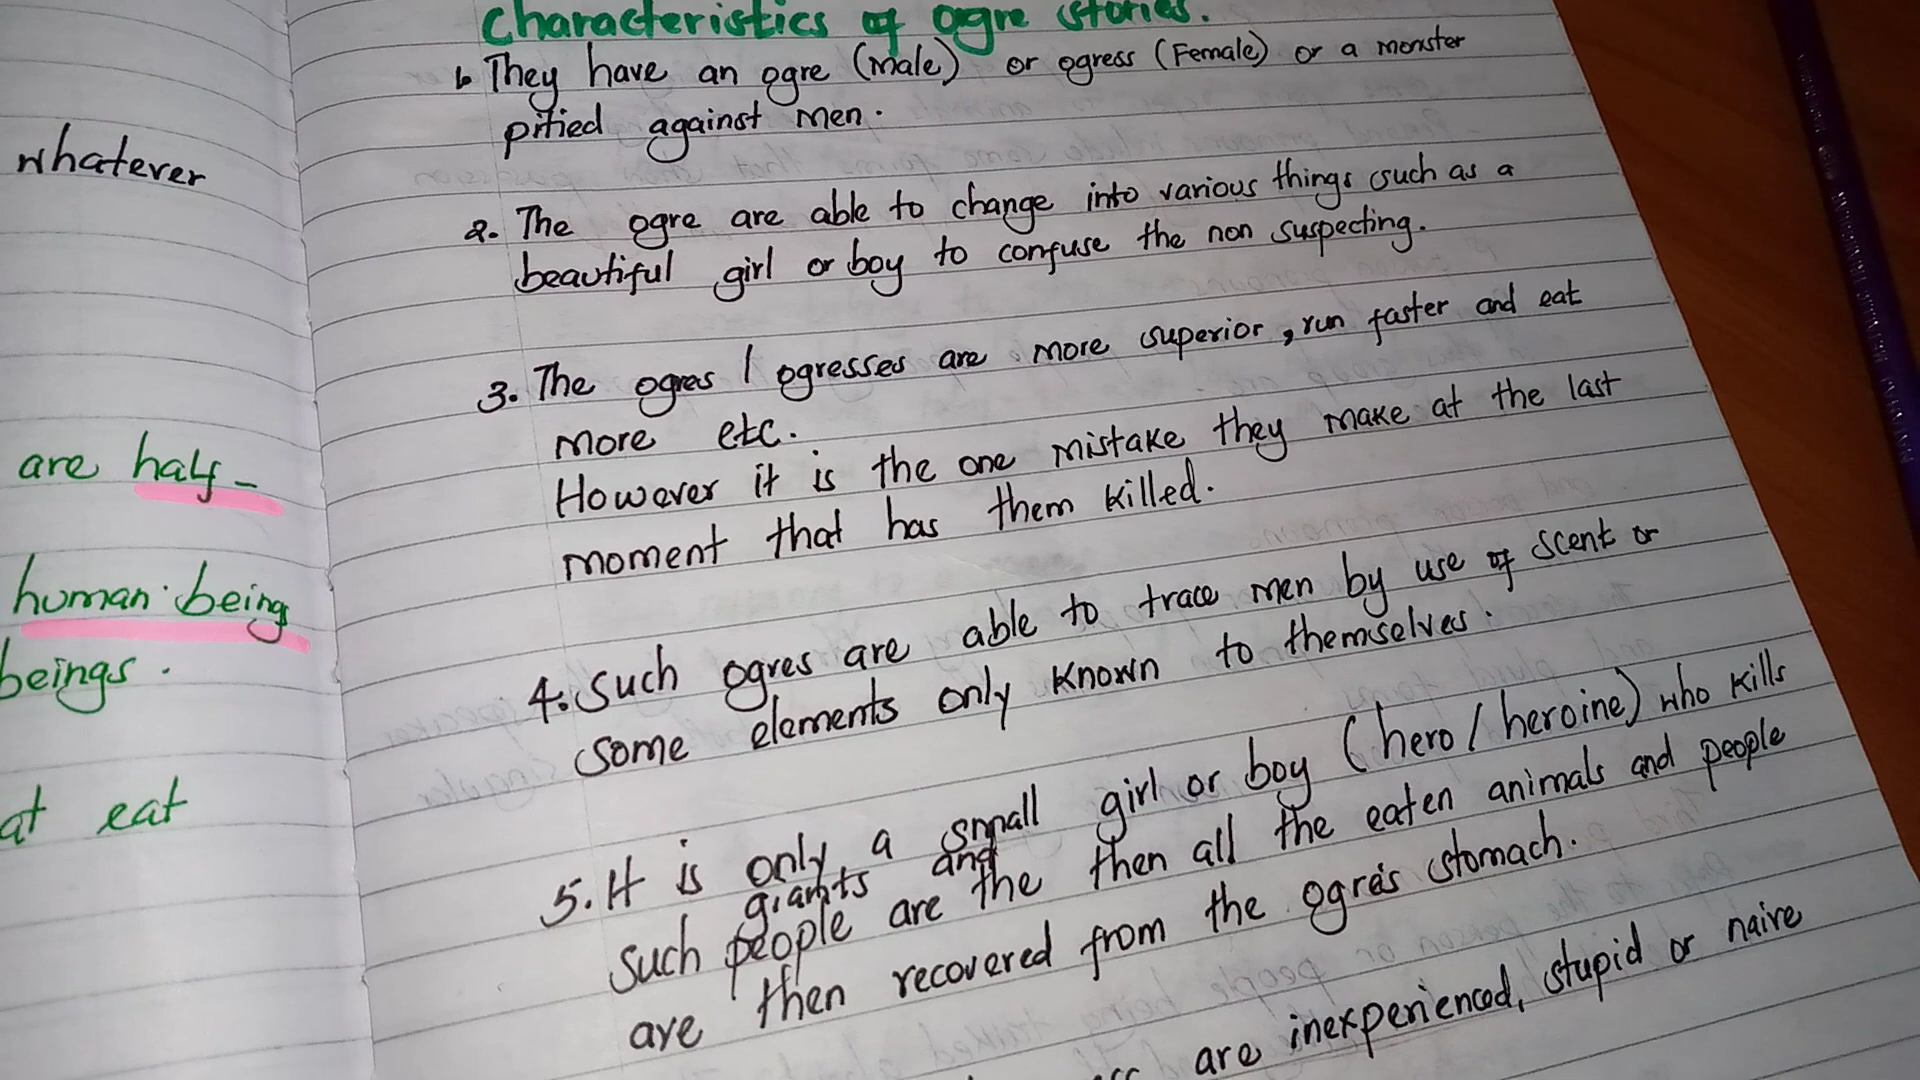 whatever
are half-
human being
beings.
at eat
Characteristics of ogre stories.
1. They have an ogre (male) or ogress (Female) or a monster
pitied against men.
2. The ogre are able to change into various things such as a
beautiful girl or boy to confuse the non suspecting.
3. The ogres / ogresses are more superior, run faster and eat
more etc.
However it is the one mistake they make at the last
moment that has them killed.
4. Such ogres are able to trace men by use of scent or
some elements only known to themselves.
5. It is only a small girl or boy (hero / heroine) who kills
giants and
such people are the then all the eaten animals and people
are then recovered from the ogre's stomach.
are inexperienced, stupid or naive